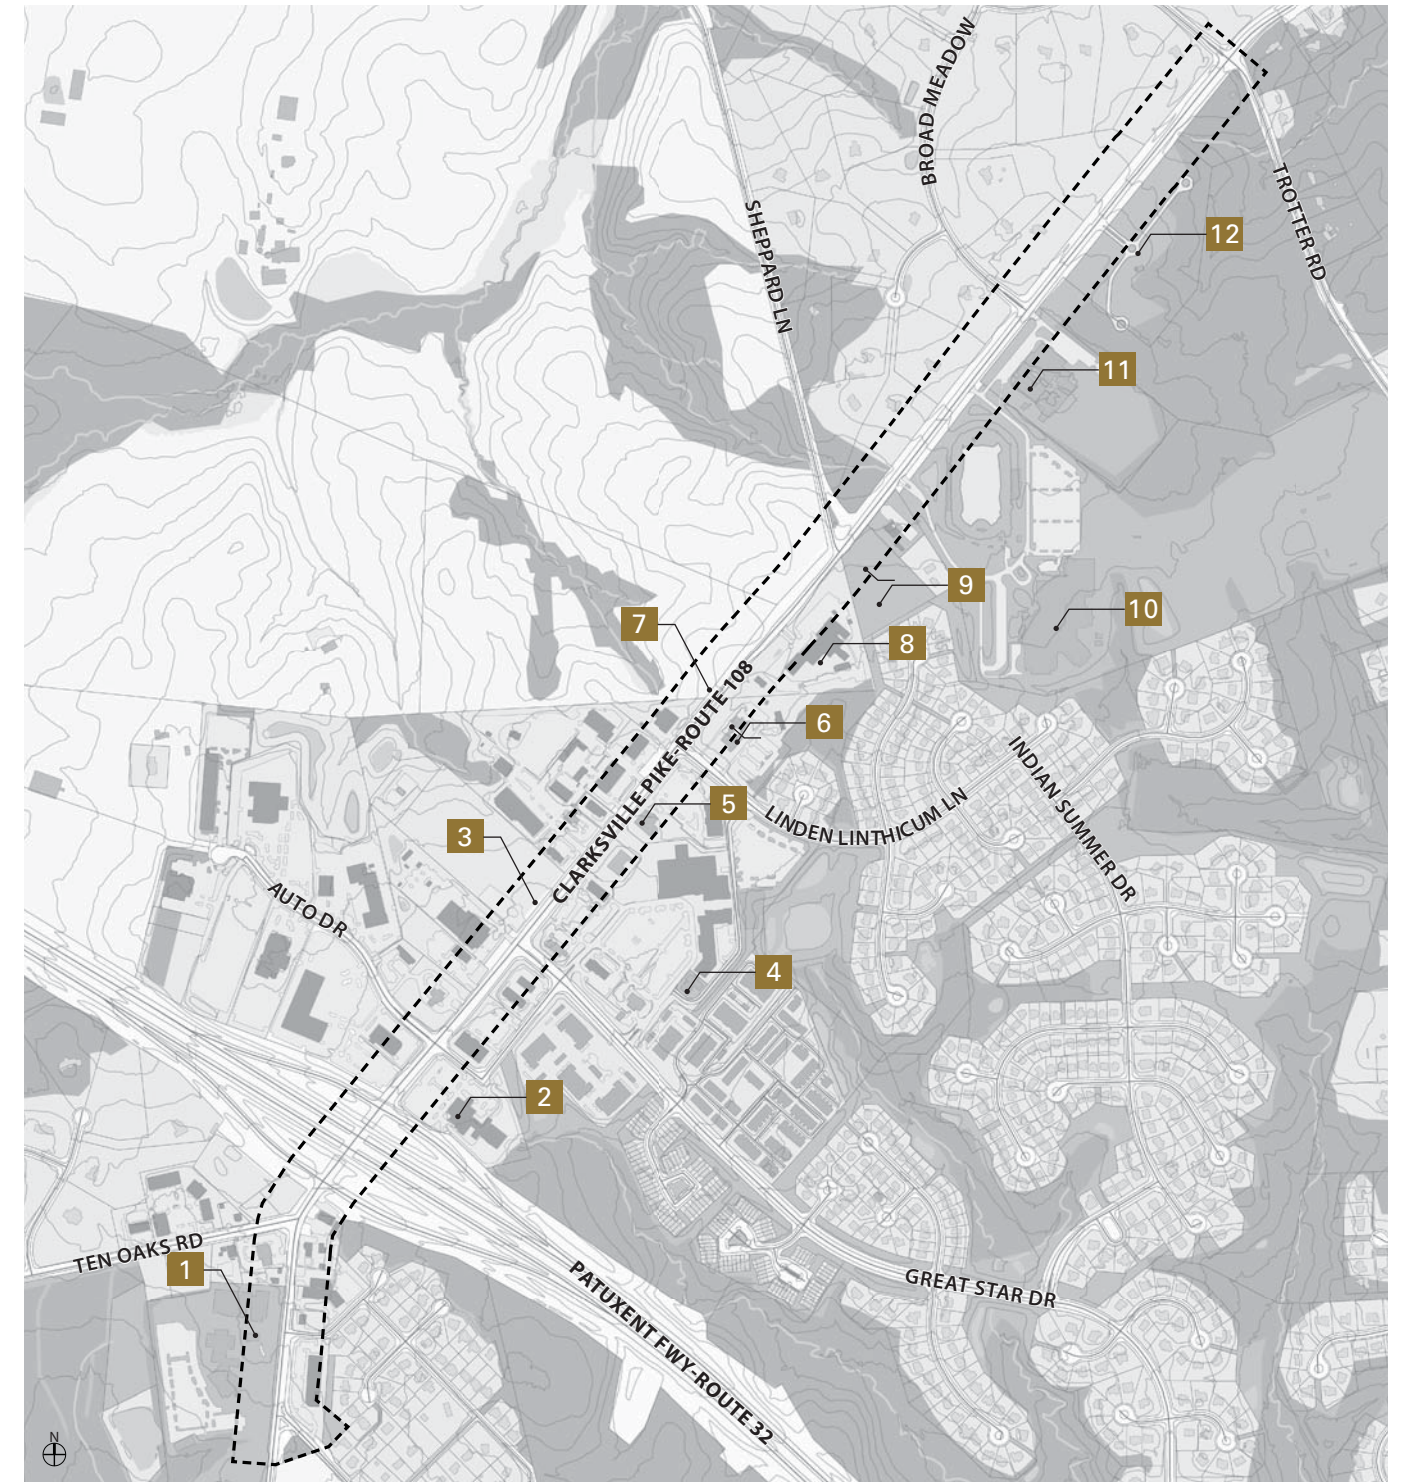 BROAD MEADOW
SHEPPARD LN
TROTTER RD
12
11
9
10
7
8
CLARKSVILLE PIKE-ROUTE 108
6
INDIAN SUMMER DR
5
LINDEN LINTHICUM LN
3
AUTO DR
4
2
TEN OAKS RD
1
GREAT STAR DR
PATUXENT FWY-ROUTE 32
N